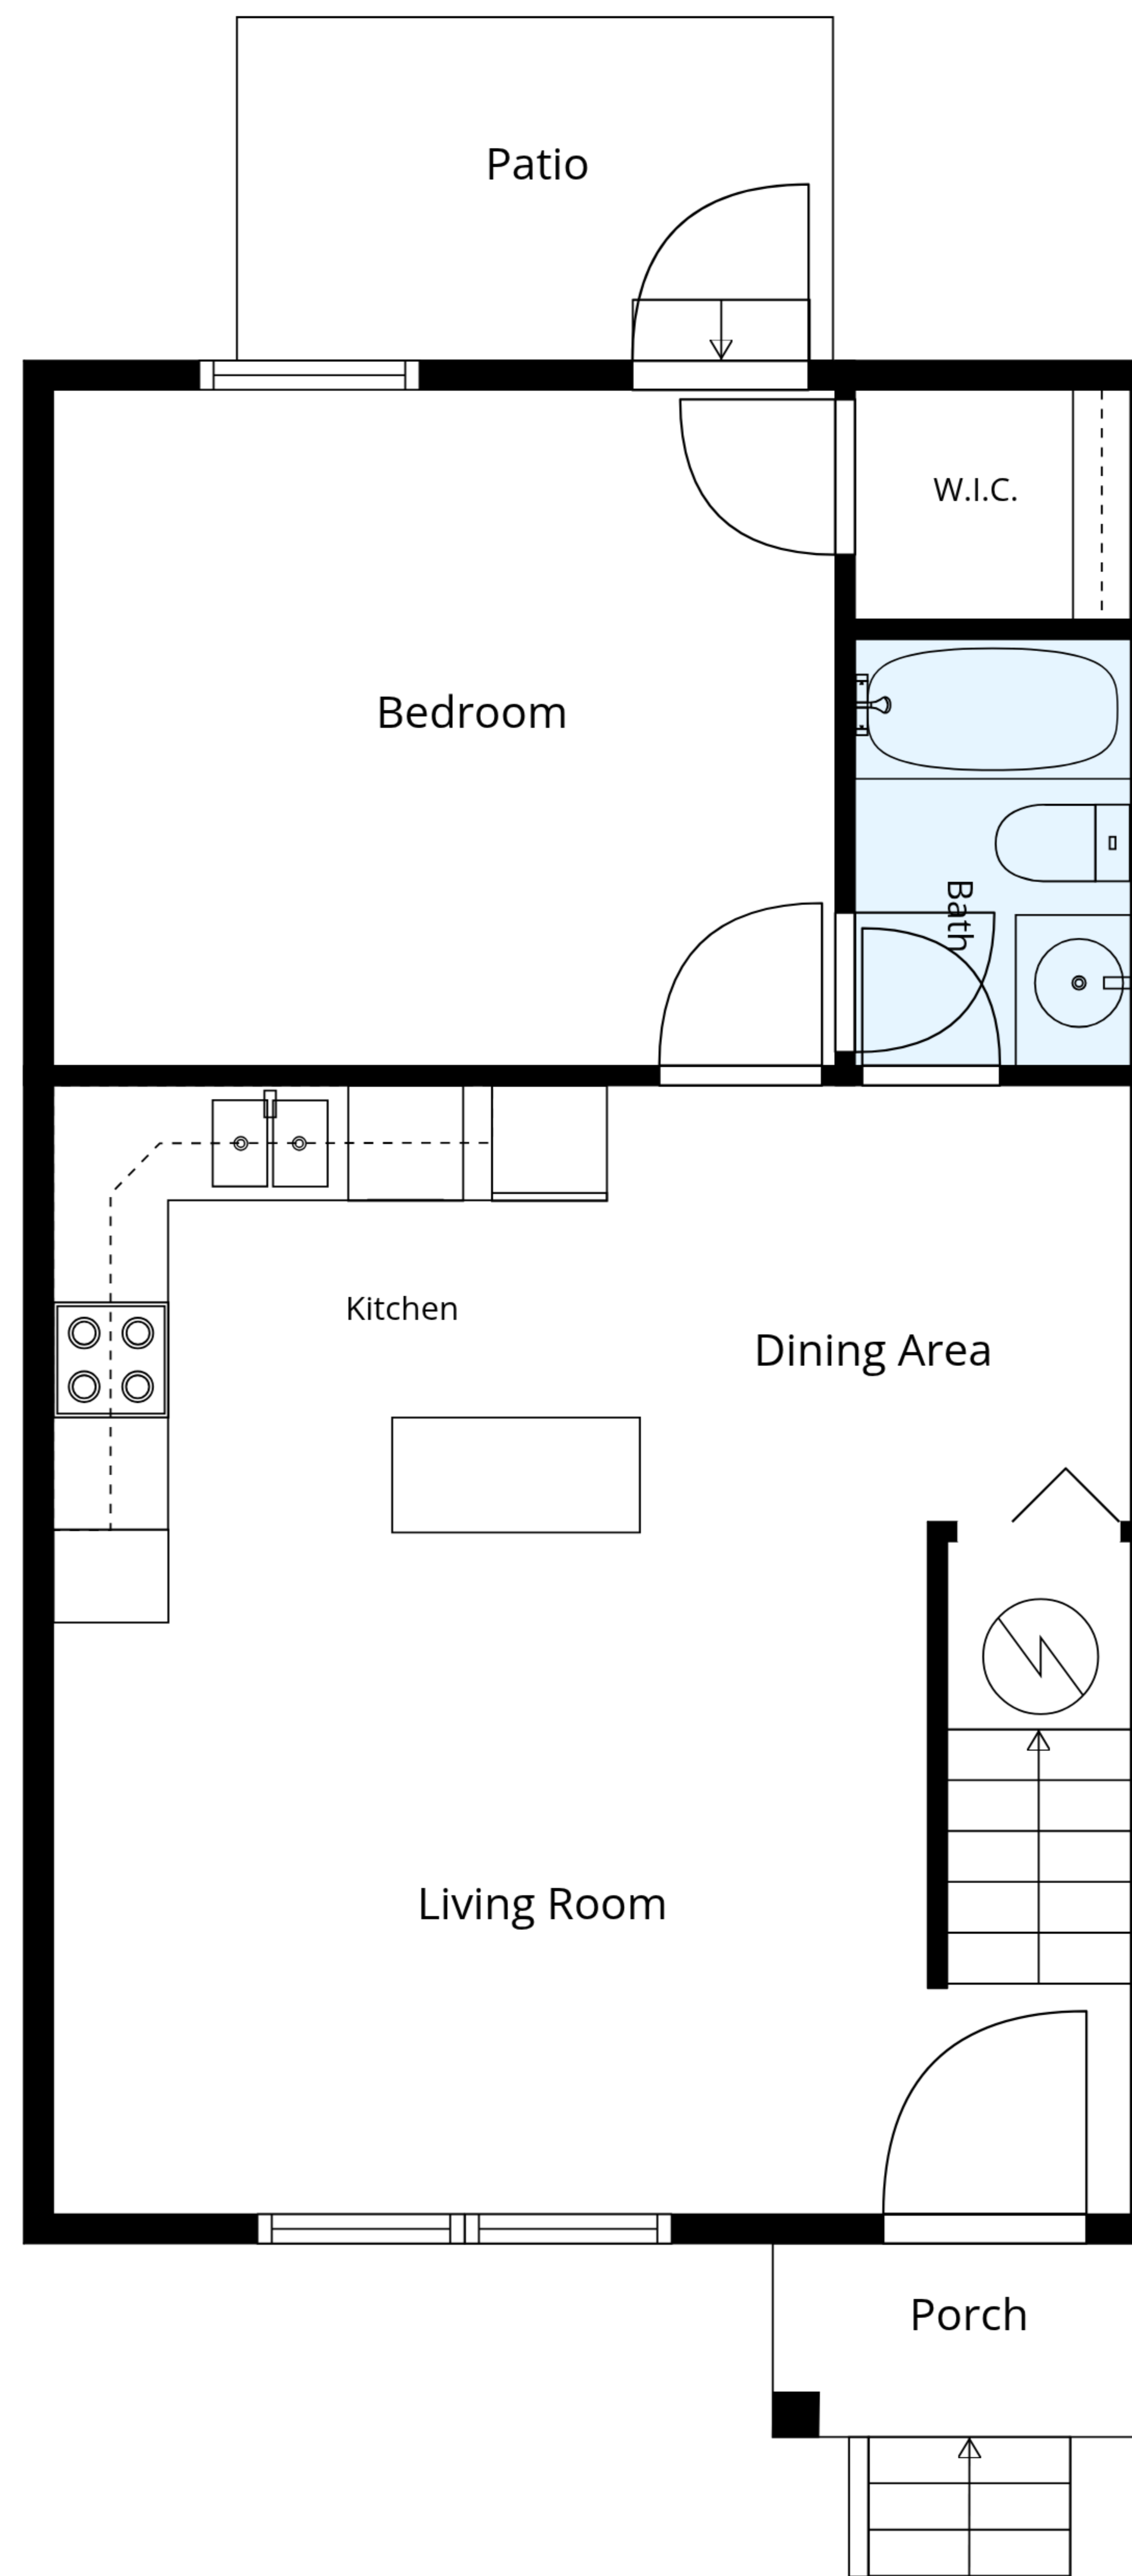 Patio
W.I.C.
Bedroom
Bath
Kitchen
Dining Area
Living Room
Porch